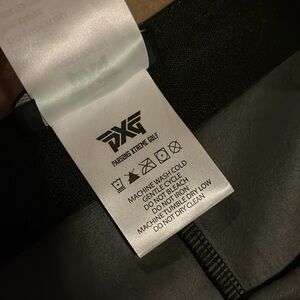 PXG
PARSONS XTREME GOLF
MACHINE WASH COLD
GENTLE CYCLE
DO NOT BLEACH
DO NOT IRON
MACHINE TUMBLE DRY LOW
DO NOT DRY CLEAN